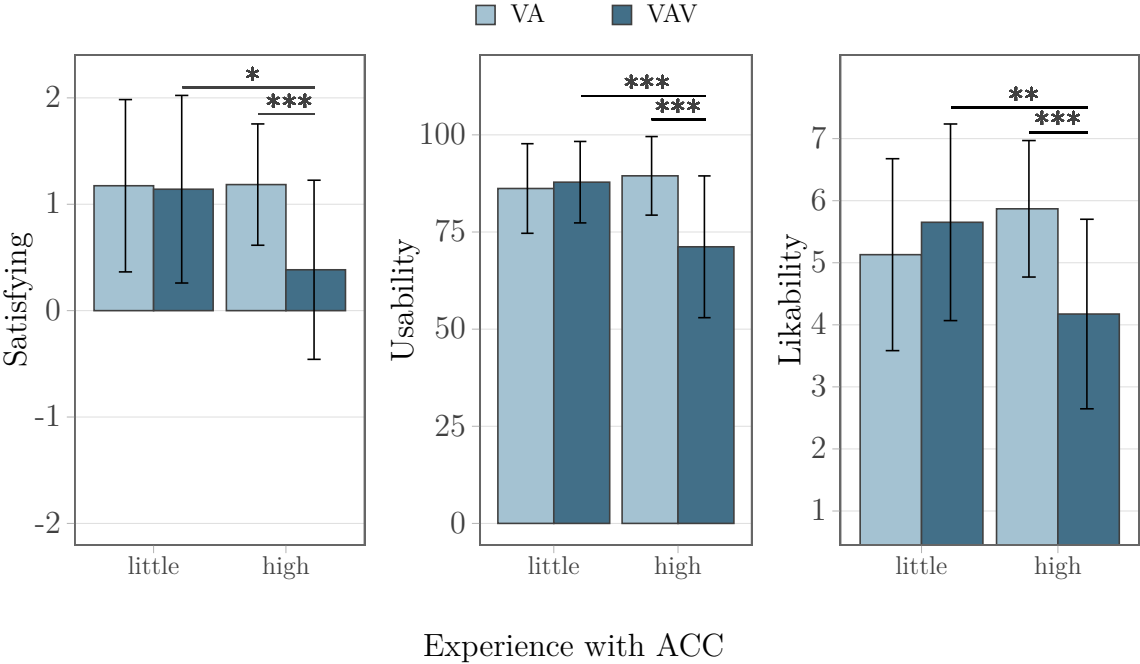 VA VAV
Satisfying
2
1
0
-1
-2
*
***
little high
Usability
100
75
50
25
0
***
***
little high
Likability
7
6
5
4
3
2
1
**
***
little high
Experience with ACC